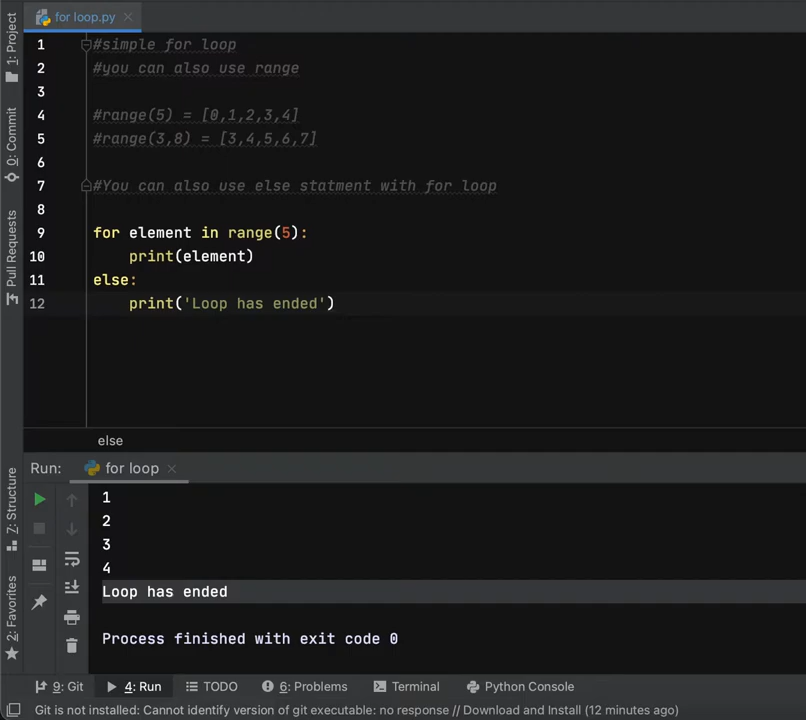 for loop.py
1: Project
0: Commit
Pull Requests
7: Structure
2: Favorites
1 #simple for loop
2 #you can also use range
3
4 #range(5) = [0,1,2,3,4]
5 #range(3,8) = [3,4,5,6,7]
6
7 #You can also use else statment with for loop
8
9 for element in range(5):
10 print(element)
11 else:
12 print('Loop has ended')
else
Run: for loop
1
2
3
4
Loop has ended
Process finished with exit code 0
9: Git 4: Run TODO 6: Problems Terminal Python Console
Git is not installed: Cannot identify version of git executable: no response // Download and Install (12 minutes ago)